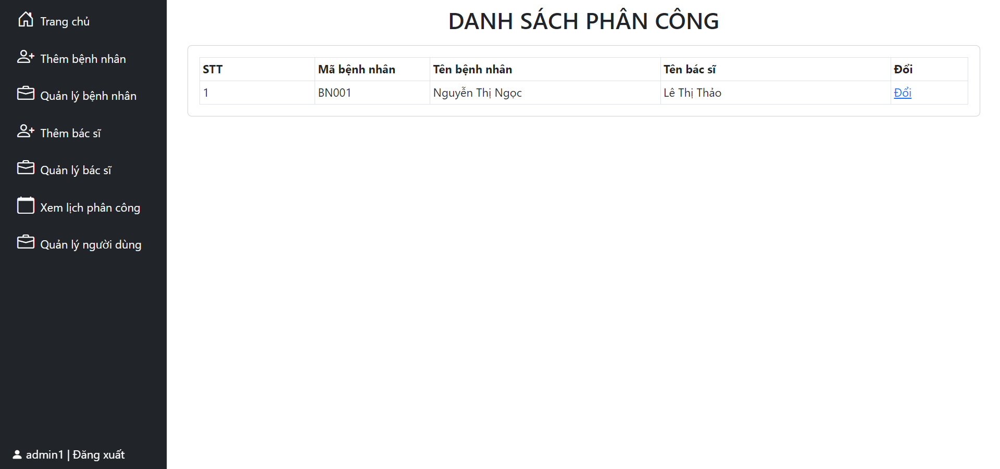 Trang chủ
Thêm bệnh nhân
Quản lý bệnh nhân
Thêm bác sĩ
Quản lý bác sĩ
Xem lịch phân công
Quản lý người dùng
admin1 | Đăng xuất
DANH SÁCH PHÂN CÔNG
STT Mã bệnh nhân Tên bệnh nhân Tên bác sĩ Đổi
1 BN001 Nguyễn Thị Ngọc Lê Thị Thảo Đổi